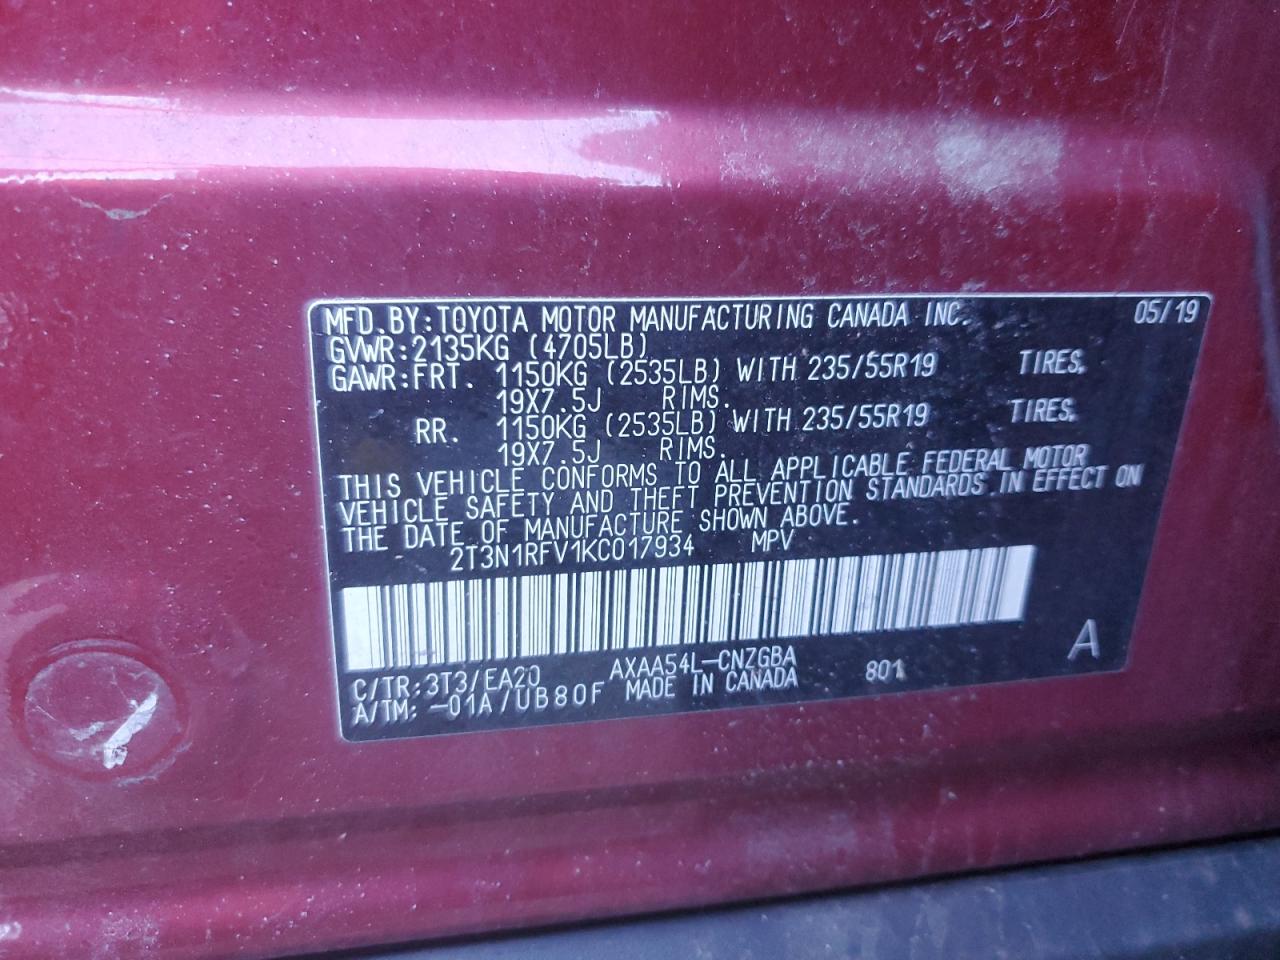 MFD.BY:TOYOTA MOTOR MANUFACTURING CANADA INC. 05/19
GVWR:2135KG (4705LB)
GAWR:FRT. 1150KG (2535LB) WITH 235/55R19 TIRES,
19X7.5J RIMS.
RR. 1150KG (2535LB) WITH 235/55R19 TIRES,
19X7.5J RIMS.
THIS VEHICLE CONFORMS TO ALL APPLICABLE FEDERAL MOTOR
VEHICLE SAFETY AND THEFT PREVENTION STANDARDS IN EFFECT ON
THE DATE OF MANUFACTURE SHOWN ABOVE.
2T3N1RFV1KC017934 MPV
A
C/TR:3T3/EA20 AXAA54L-CNZGBA 801
A/TM:-01A/UB80F MADE IN CANADA